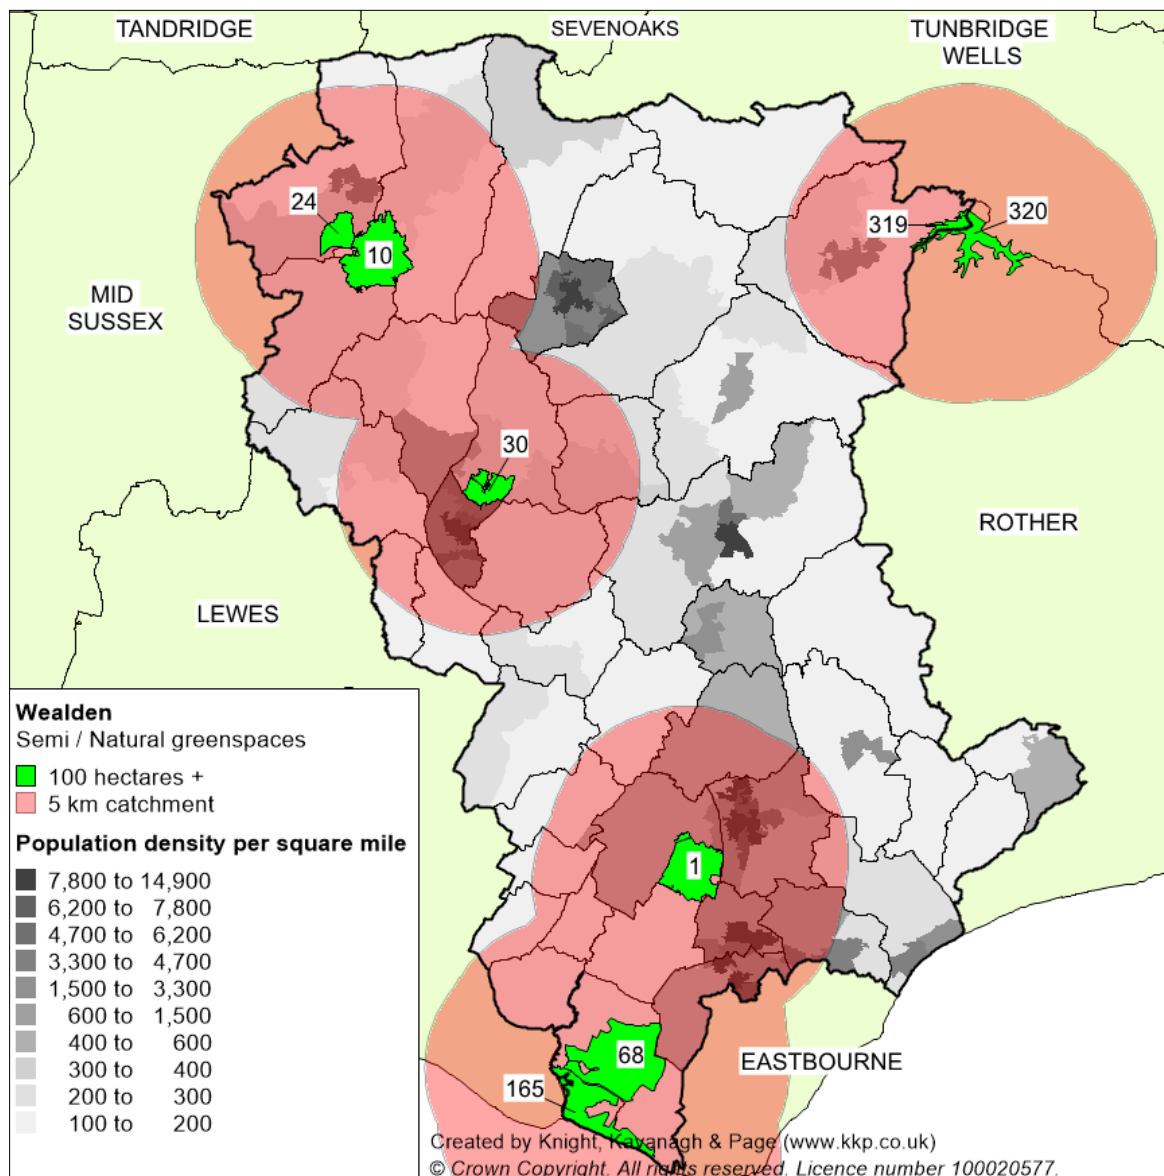 TANDRIDGE
SEVENOAKS
TUNBRIDGE
WELLS
24
10
319
320
MID
SUSSEX
30
ROTHER
LEWES
Wealden
Semi / Natural greenspaces
100 hectares +
5 km catchment
Population density per square mile
7,800 to 14,900
6,200 to 7,800
4,700 to 6,200
3,300 to 4,700
1,500 to 3,300
600 to 1,500
400 to 600
300 to 400
200 to 300
100 to 200
1
68
EASTBOURNE
165
Created by Knight, Kavanagh & Page (www.kkp.co.uk)
© Crown Copyright. All rights reserved. Licence number 100020577.